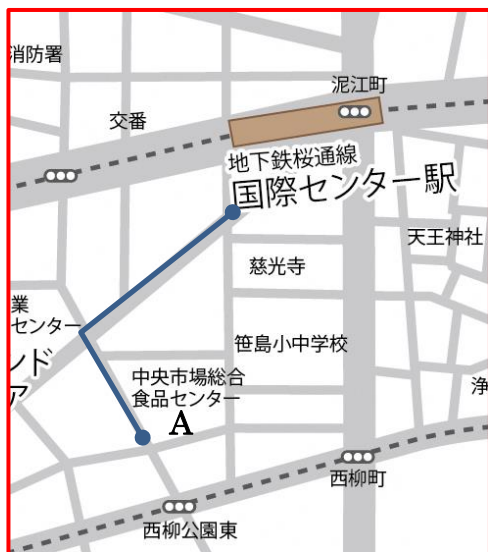 消防署
泥江町
交番
地下鉄桜通線
国際センター駅
天王神社
慈光寺
業
センター
ンド
ア
笹島小中学校
中央市場総合
食品センター
浄
A
西柳町
西柳公園東